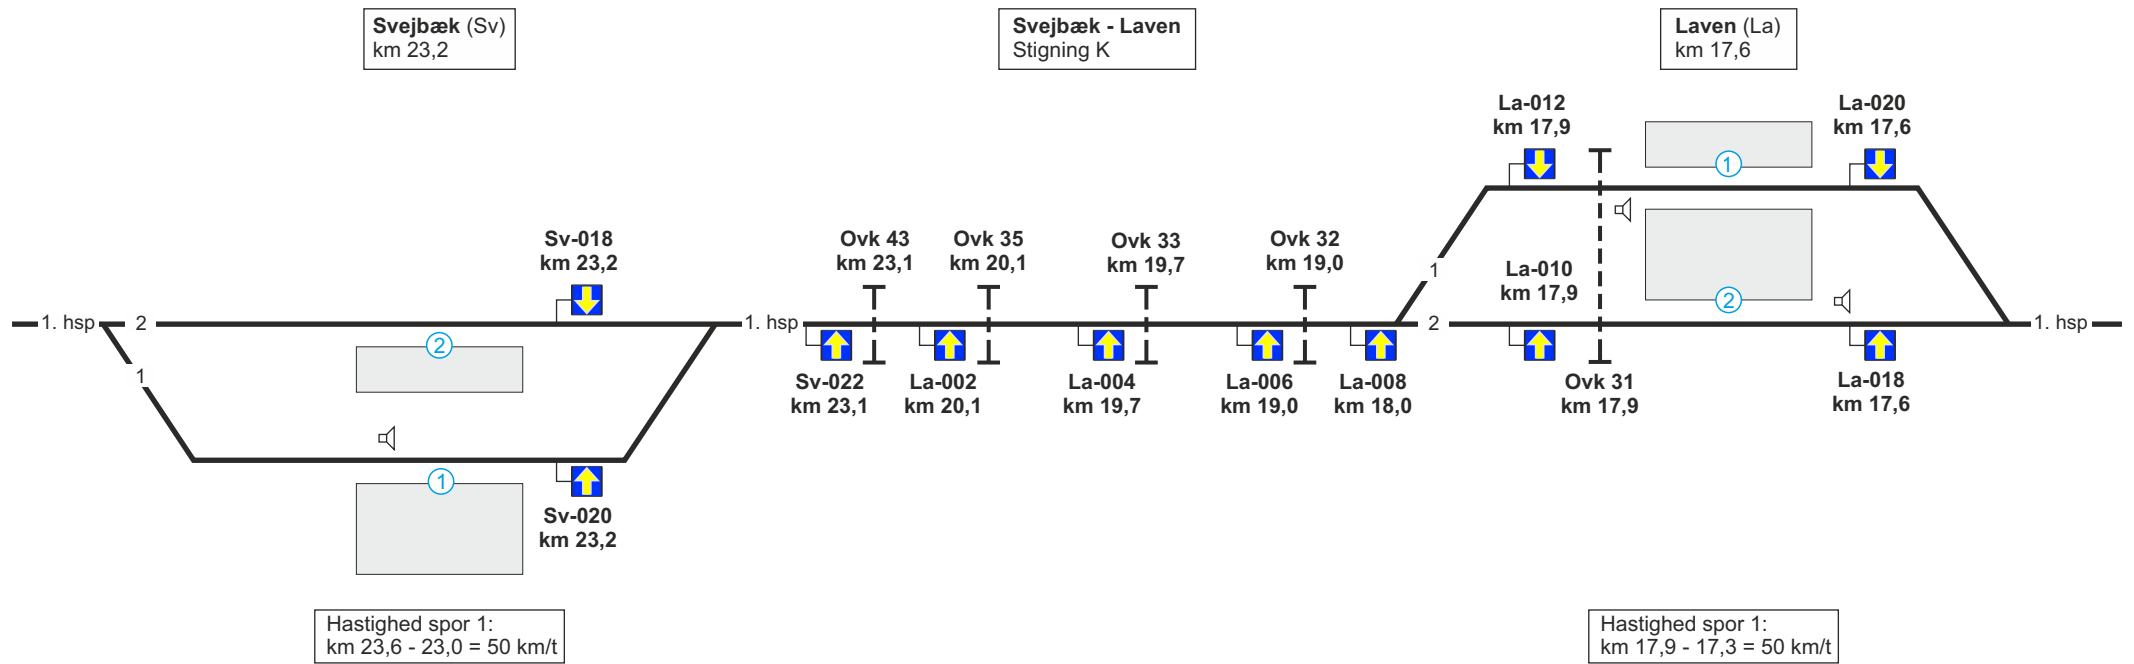 Svejbæk (Sv)
km 23,2
Svejbæk - Laven
Stigning K
Laven (La)
km 17,6
La-012
km 17,9
La-020
km 17,6
1
Sv-018
km 23,2
Ovk 43
km 23,1
Ovk 35
km 20,1
Ovk 33
km 19,7
Ovk 32
km 19,0
1
La-010
km 17,9
2
1. hsp
2
1. hsp
2
1. hsp
2
1
Sv-022
km 23,1
La-002
km 20,1
La-004
km 19,7
La-006
km 19,0
La-008
km 18,0
Ovk 31
km 17,9
La-018
km 17,6
1
Sv-020
km 23,2
Hastighed spor 1:
km 23,6 - 23,0 = 50 km/t
Hastighed spor 1:
km 17,9 - 17,3 = 50 km/t